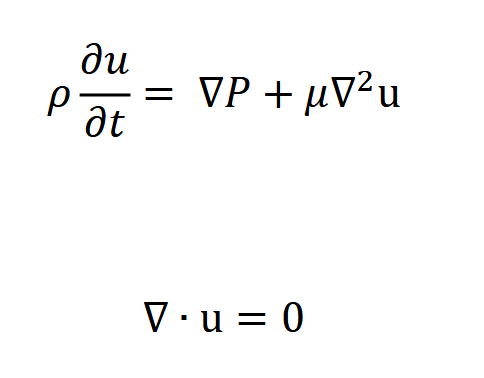 ρ ∂u/∂t = ∇P + μ∇²u
∇ · u = 0